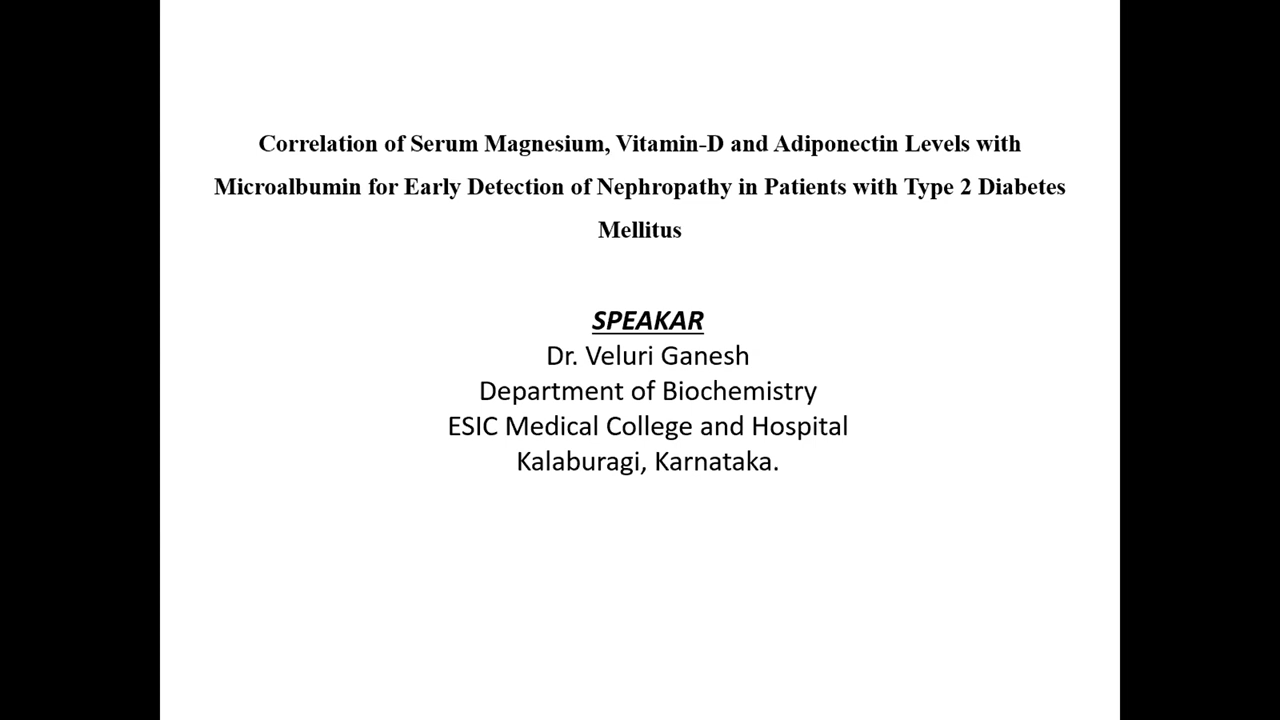 Correlation of Serum Magnesium, Vitamin-D and Adiponectin Levels with
Microalbumin for Early Detection of Nephropathy in Patients with Type 2 Diabetes
Mellitus
SPEAKAR
Dr. Veluri Ganesh
Department of Biochemistry
ESIC Medical College and Hospital
Kalaburagi, Karnataka.